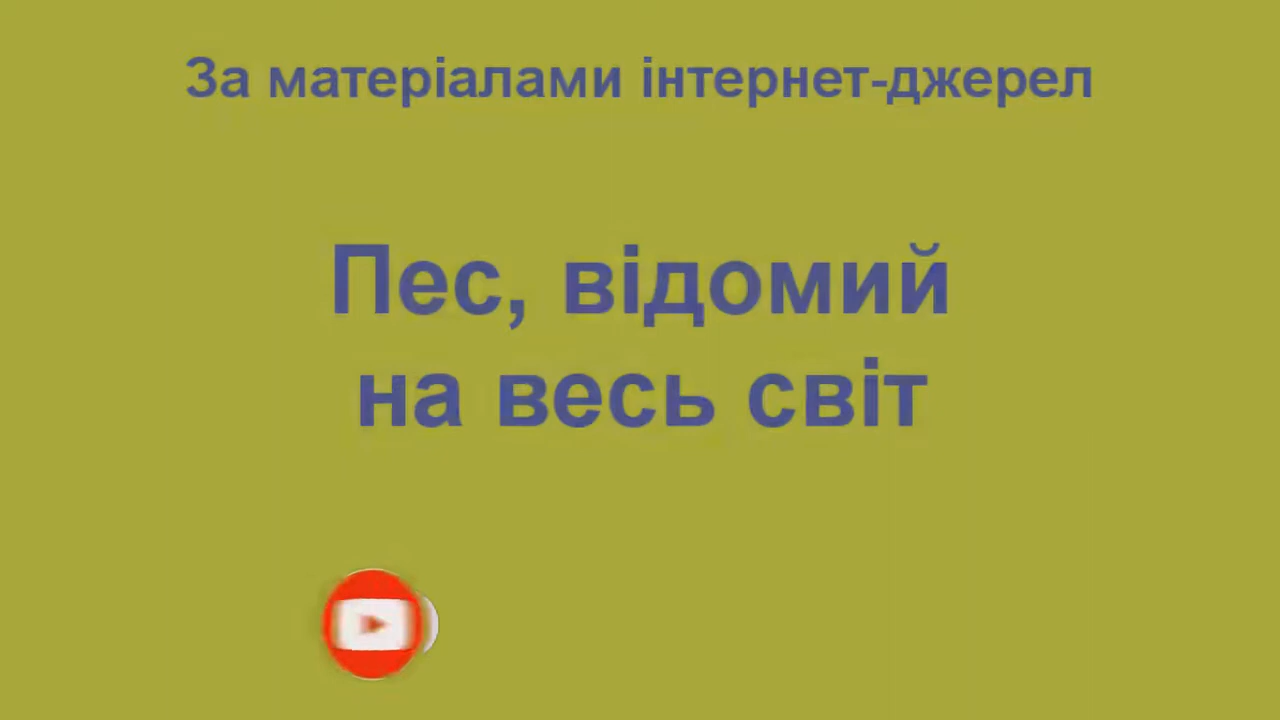 За матеріалами інтернет-джерел
Пес, відомий
на весь світ